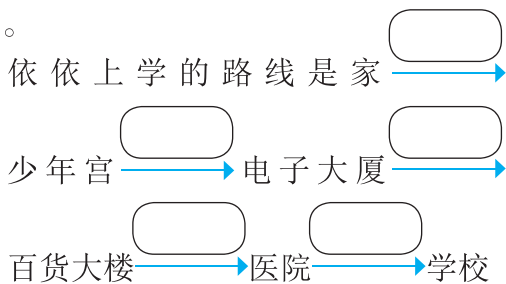 。
依依上学的路线是家
少年宫 电子大厦
百货大楼 医院 学校